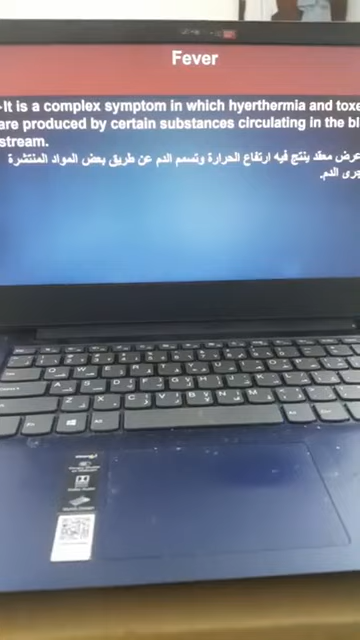 Fever
-It is a complex symptom in which hyerthermia and toxe
are produced by certain substances circulating in the bl
stream.
عرض معقد ينتج فيه ارتفاع الحرارة وتسمم الدم عن طريق بعض المواد المنتشرة
جرى الدم.